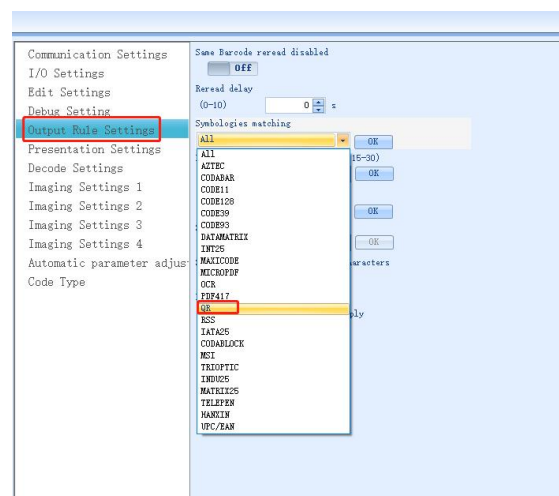 Communication Settings
I/O Settings
Edit Settings
Debug Setting
Output Rule Settings
Presentation Settings
Decode Settings
Imaging Settings 1
Imaging Settings 2
Imaging Settings 3
Imaging Settings 4
Automatic parameter adjus
Code Type
Same Barcode reread disabled
Off
Reread delay
(0-10) 0 s
Symbologies matching
All OK
All 15-30)
AZTEC OK
CODABAR
CODE11
CODE128
CODE39 OK
CODE93
DATAMATRIX
INT25 OK
MAXICODE aracters
MICROPDF
OCR
PDF417
QR
RSS ply
IATA25
CODABLOCK
MSI
TRIOPTIC
INDU25
MATRIX25
TELEPEN
HANXIN
UPC/EAN